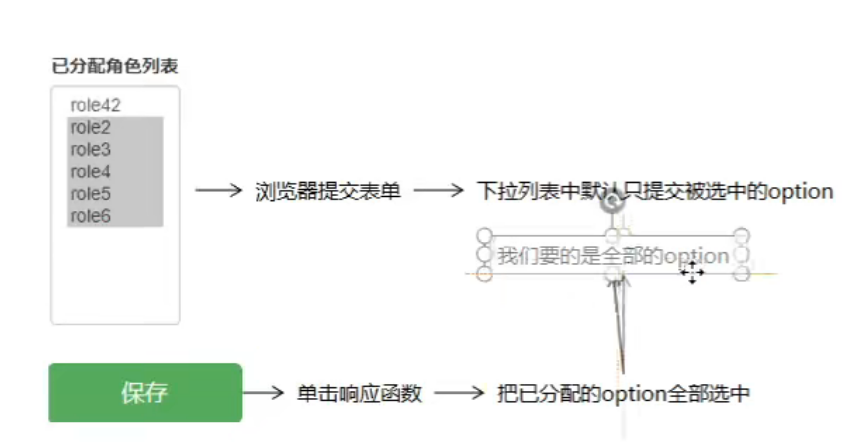 已分配角色列表
role42
role2
role3
role4
role5
role6
浏览器提交表单
下拉列表中默认只提交被选中的option
我们要的是全部的option
保存
单击响应函数
把已分配的option全部选中